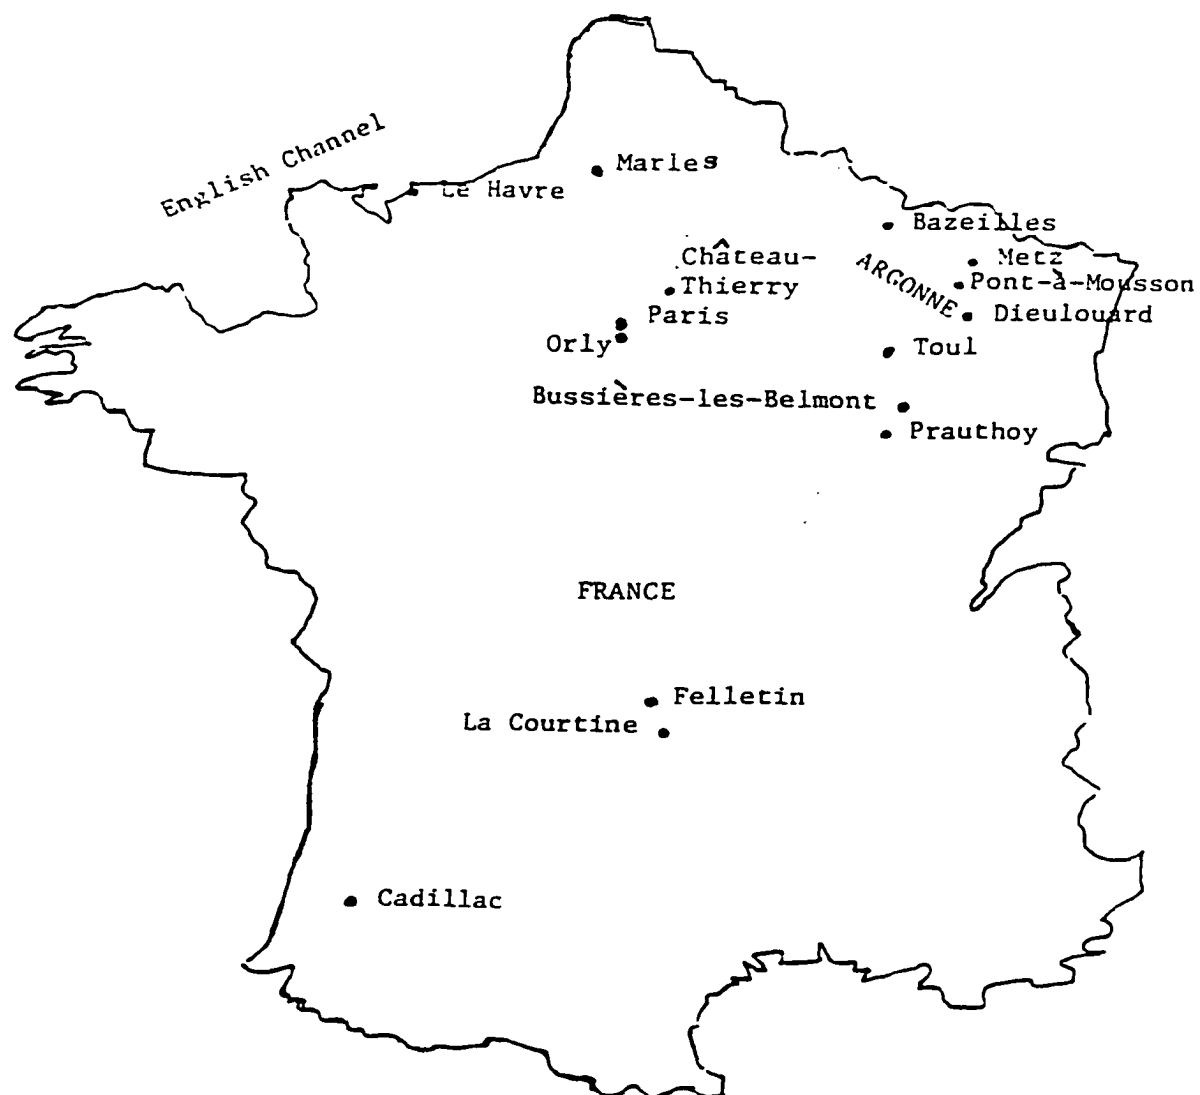 English Channel
Marles
Le Havre
Bazeilles
Château-
Thierry
ARGONNE
Metz
Pont-à-Mousson
Dieulouard
Paris
Orly
Toul
Bussières-les-Belmont
Prauthoy
FRANCE
Felletin
La Courtine
Cadillac